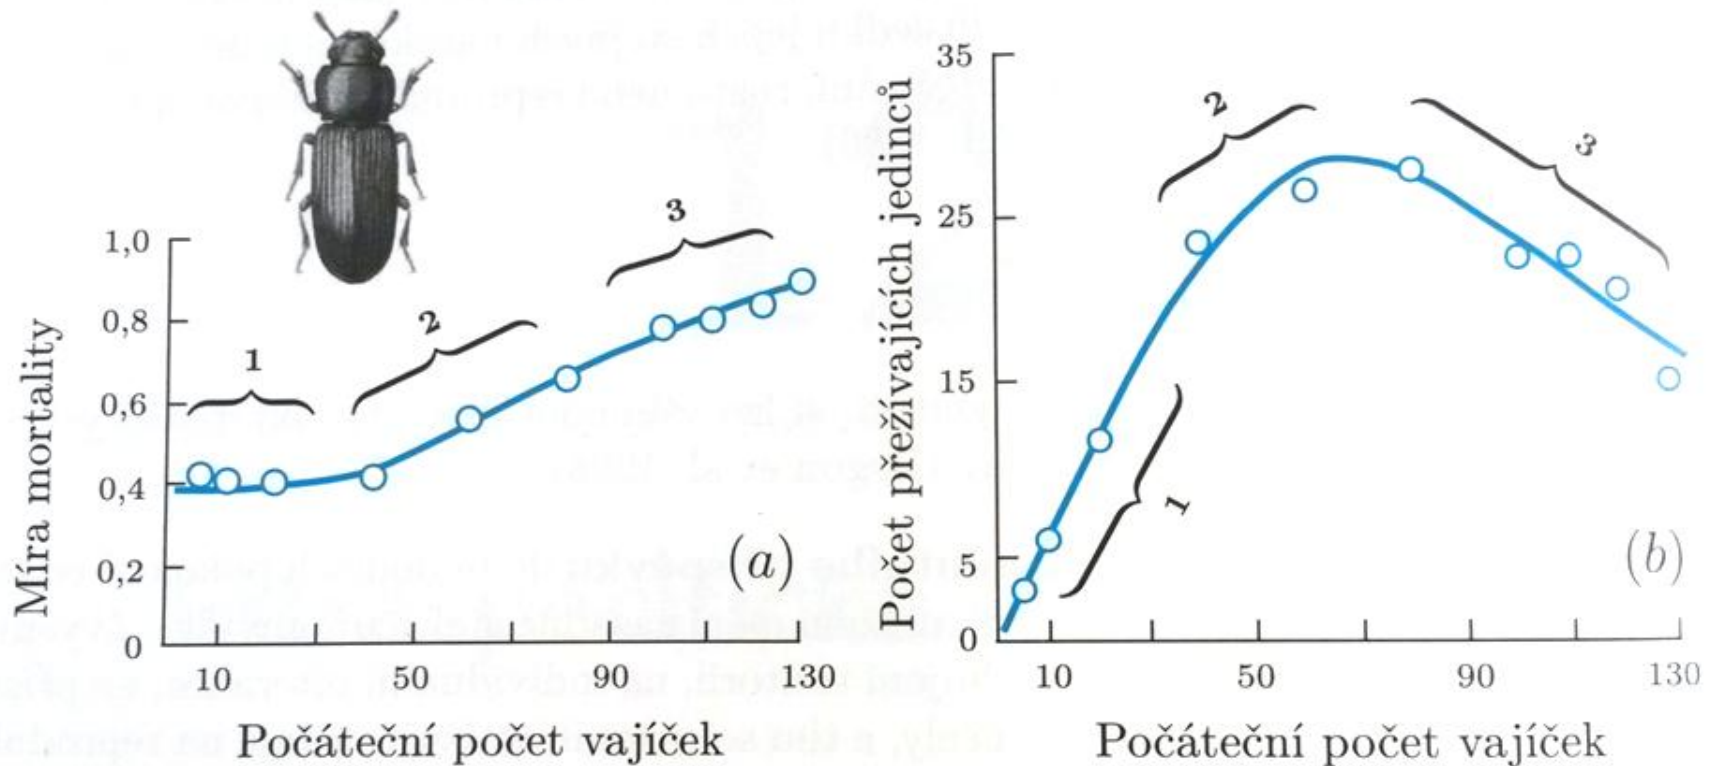 Míra mortality
1,0
0,8
0,6
0,4
0,2
0
1
2
3
10 50 90 130
Počáteční počet vajíček
(a)
Počet přežívajících jedinců
35
25
15
5
0
1
2
3
10 50 90 130
Počáteční počet vajíček
(b)